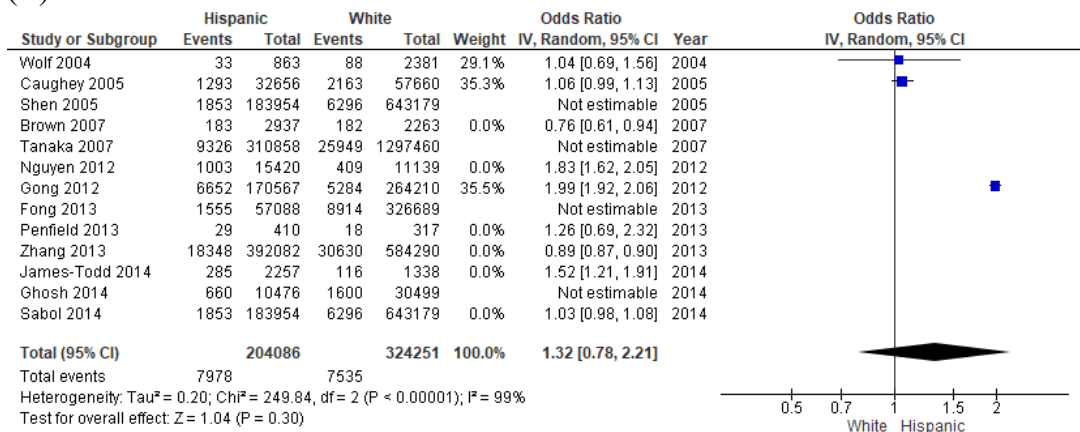 Hispanic White Odds Ratio Odds Ratio
Study or Subgroup Events Total Events Total Weight IV, Random, 95% CI Year IV, Random, 95% CI
Wolf 2004 33 863 88 2381 29.1% 1.04 [0.69, 1.56] 2004
Caughey 2005 1293 32656 2163 57660 35.3% 1.06 [0.99, 1.13] 2005
Shen 2005 1853 183954 6296 643179 Not estimable 2005
Brown 2007 183 2937 182 2263 0.0% 0.76 [0.61, 0.94] 2007
Tanaka 2007 9326 310858 25949 1297460 Not estimable 2007
Nguyen 2012 1003 15420 409 11139 0.0% 1.83 [1.62, 2.05] 2012
Gong 2012 6652 170567 5284 264210 35.5% 1.99 [1.92, 2.06] 2012
Fong 2013 1555 57088 8914 326689 Not estimable 2013
Penfield 2013 29 410 18 317 0.0% 1.26 [0.69, 2.32] 2013
Zhang 2013 18348 392082 30630 584290 0.0% 0.89 [0.87, 0.90] 2013
James-Todd 2014 285 2257 116 1338 0.0% 1.52 [1.21, 1.91] 2014
Ghosh 2014 660 10476 1600 30499 Not estimable 2014
Sabol 2014 1853 183954 6296 643179 0.0% 1.03 [0.98, 1.08] 2014
Total (95% CI) 204086 324251 100.0% 1.32 [0.78, 2.21]
Total events 7978 7535
Heterogeneity: Tau² = 0.20; Chi² = 249.84, df = 2 (P < 0.00001); I² = 99%
Test for overall effect: Z = 1.04 (P = 0.30)
0.5 0.7 1 1.5 2
White Hispanic